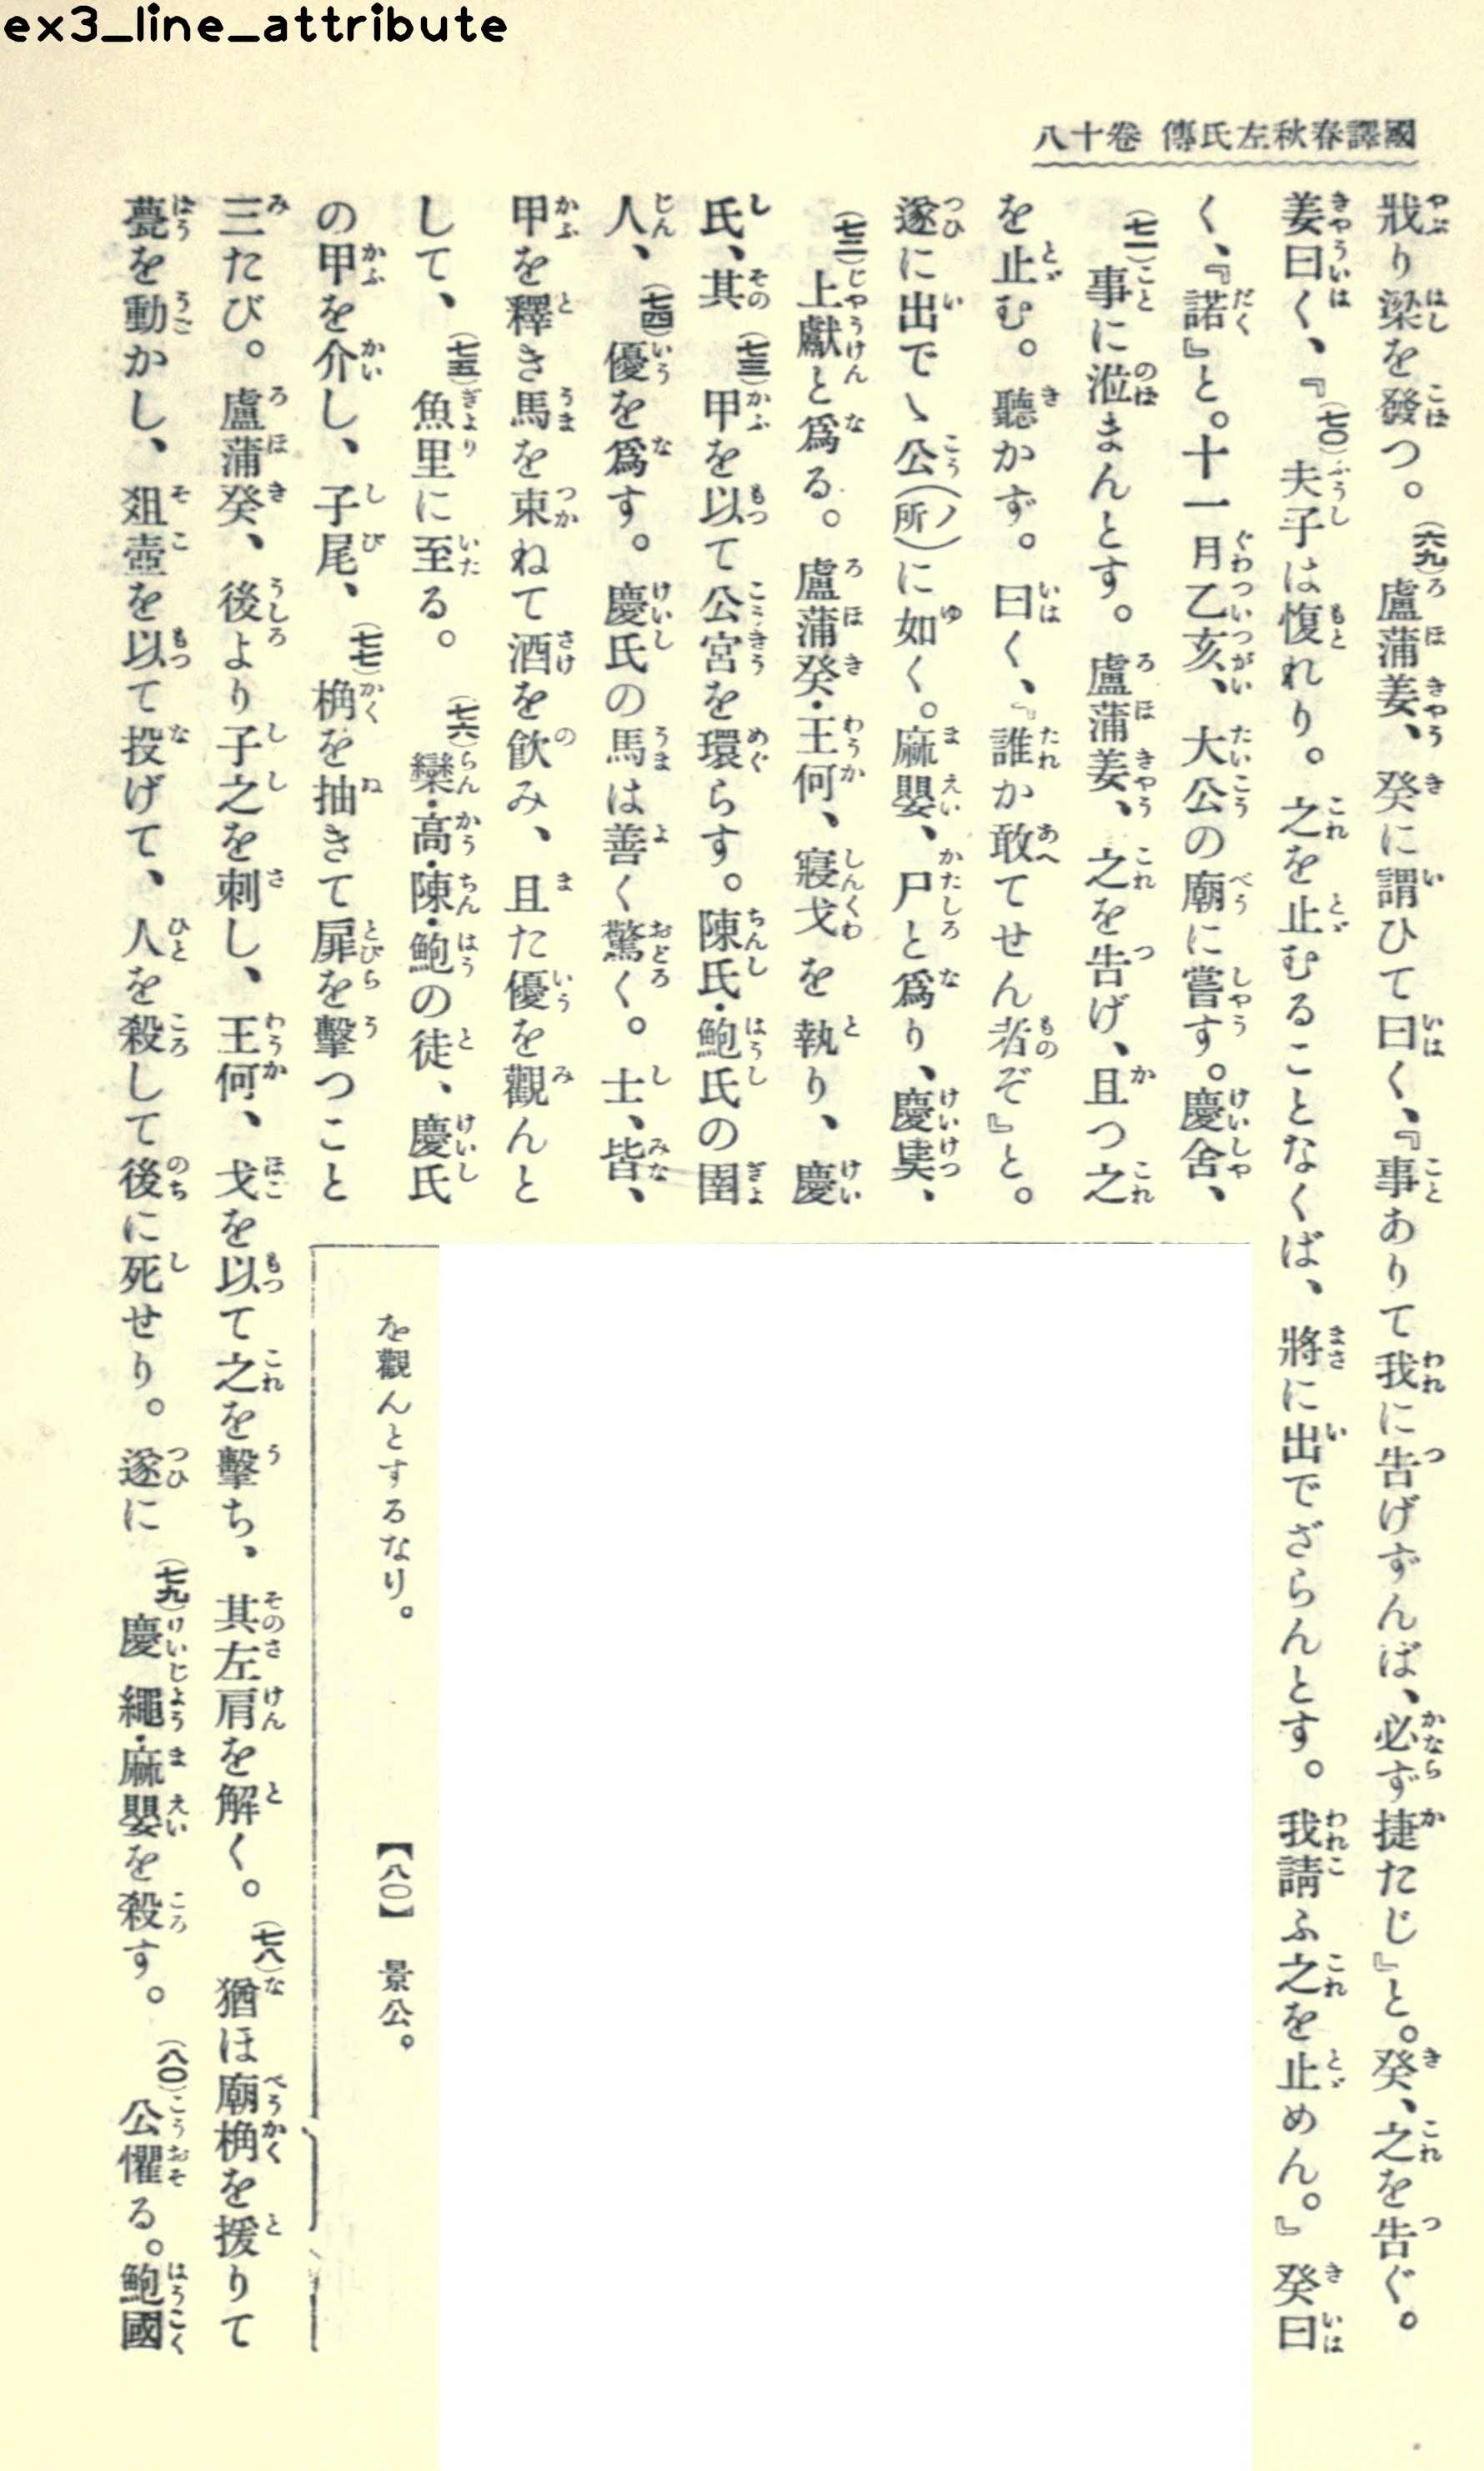 ex3_line_attribute
國譯春秋左氏傳 卷十八
戕り梁を發つ。(六九)盧蒲姜、癸に謂ひて曰く、『事ありて我に告げずんば、必ず捷たじ』と。癸、之を告ぐ。
姜曰く、『(七〇)夫子は愎れり。之を止むることなくば、將に出でざらんとす。我請ふ之を止めん。』癸曰
く、『諾』と。十一月乙亥、大公の廟に嘗す。慶舍、
(七一)事に涖まんとす。盧蒲姜、之を告げ、且つ之
を止む。聽かず。曰く、『誰か敢てせん者ぞ』と。
遂に出でゝ公(ノ所)に如く。麻嬰、尸と爲り、慶𡙇、
(七二)上獻と爲る。盧蒲癸・王何、寢戈を執り、慶
氏、其(七三)甲を以て公宮を環らす。陳氏・鮑氏の圉
人、(七四)優を爲す。慶氏の馬は善く驚く。士、皆、
甲を釋き馬を束ねて酒を飮み、且た優を觀んと
して、(七五)魚里に至る。(七六)欒・高・陳・鮑の徒、慶氏
の甲を介し、子尾、(七七)桷を抽きて扉を擊つこと
三たび。盧蒲癸、後より子之を刺し、王何、戈を以て之を擊ち、其左肩を解く。(七八)猶ほ廟桷を援りて
甍を動かし、俎壺を以て投げて、人を殺して後に死せり。遂に(七九)慶繩・麻嬰を殺す。(八〇)公懼る。鮑國
を觀んとするなり。
【八〇】 景公。